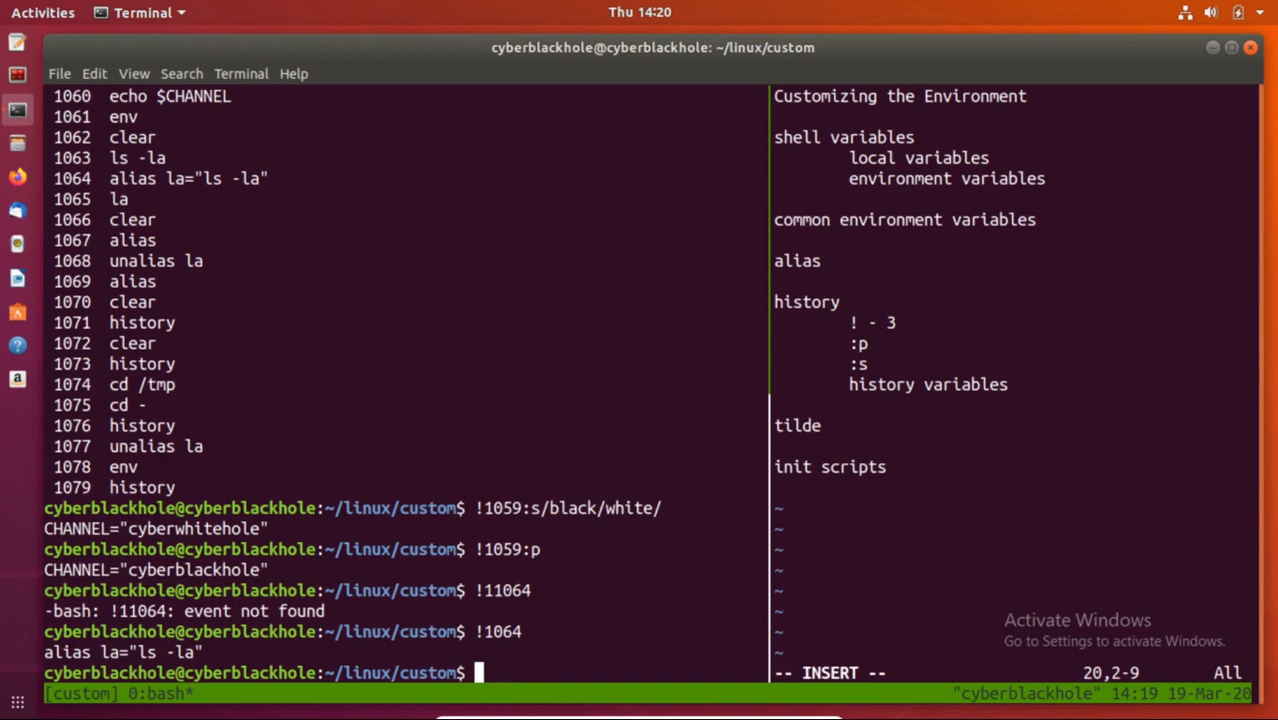 Activities Terminal Thu 14:20
cyberblackhole@cyberblackhole: ~/linux/custom
File Edit View Search Terminal Help
1060 echo $CHANNEL
1061 env
1062 clear
1063 ls -la
1064 alias la="ls -la"
1065 la
1066 clear
1067 alias
1068 unalias la
1069 alias
1070 clear
1071 history
1072 clear
1073 history
1074 cd /tmp
1075 cd -
1076 history
1077 unalias la
1078 env
1079 history
cyberblackhole@cyberblackhole:~/linux/custom$ !1059:s/black/white/
CHANNEL="cyberwhitehole"
cyberblackhole@cyberblackhole:~/linux/custom$ !1059:p
CHANNEL="cyberblackhole"
cyberblackhole@cyberblackhole:~/linux/custom$ !11064
-bash: !11064: event not found
cyberblackhole@cyberblackhole:~/linux/custom$ !1064
alias la="ls -la"
cyberblackhole@cyberblackhole:~/linux/custom$
Customizing the Environment
shell variables
local variables
environment variables
common environment variables
alias
history
! - 3
:p
:s
history variables
tilde
init scripts
~
~
~
~
~
~
~
~
Activate Windows
Go to Settings to activate Windows.
-- INSERT -- 20,2-9 All
[custom] 0:bash* "cyberblackhole" 14:19 19-Mar-20